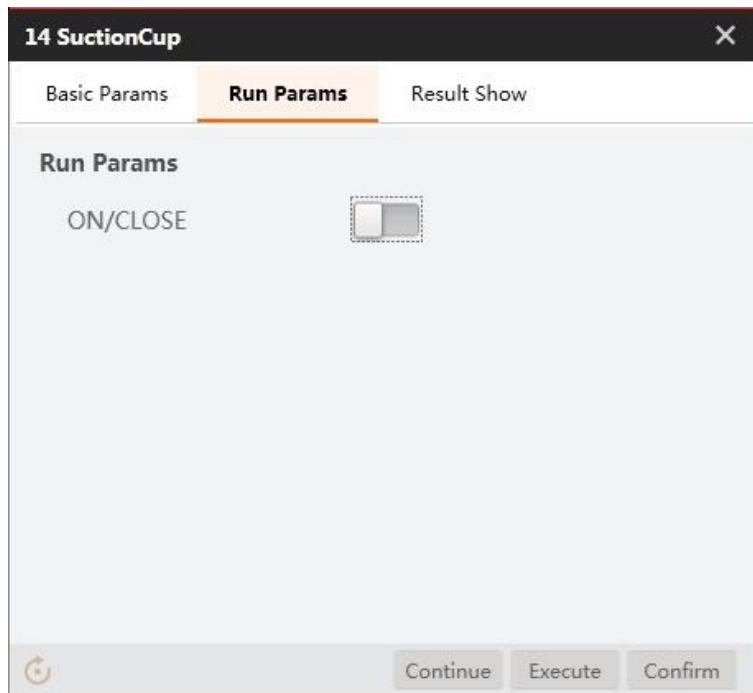 14 SuctionCup
Basic Params Run Params Result Show
Run Params
ON/CLOSE
Continue Execute Confirm